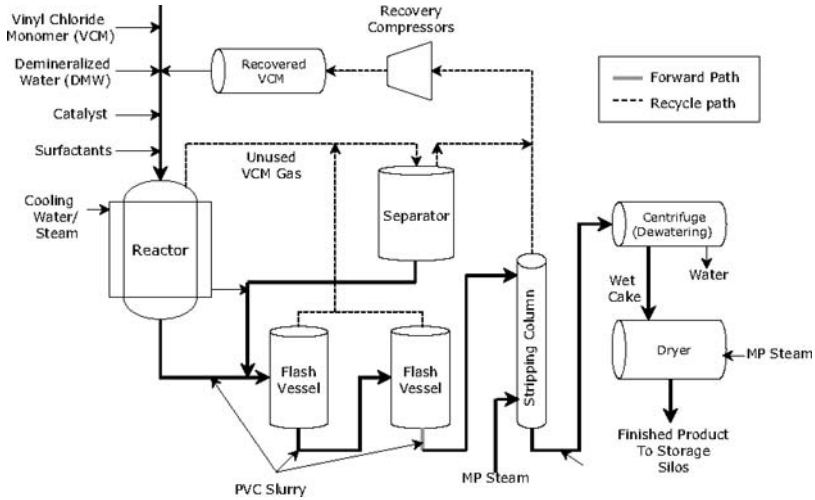 Vinyl Chloride
Monomer (VCM)
Demineralized
Water (DMW)
Catalyst
Surfactants
Cooling
Water/
Steam
Reactor
Recovered
VCM
Recovery
Compressors
Unused
VCM Gas
Separator
Forward Path
Recycle path
Flash
Vessel
Flash
Vessel
PVC Slurry
Stripping Column
MP Steam
Centrifuge
(Dewatering)
Water
Wet
Cake
Dryer
MP Steam
Finished Product
To Storage
Silos